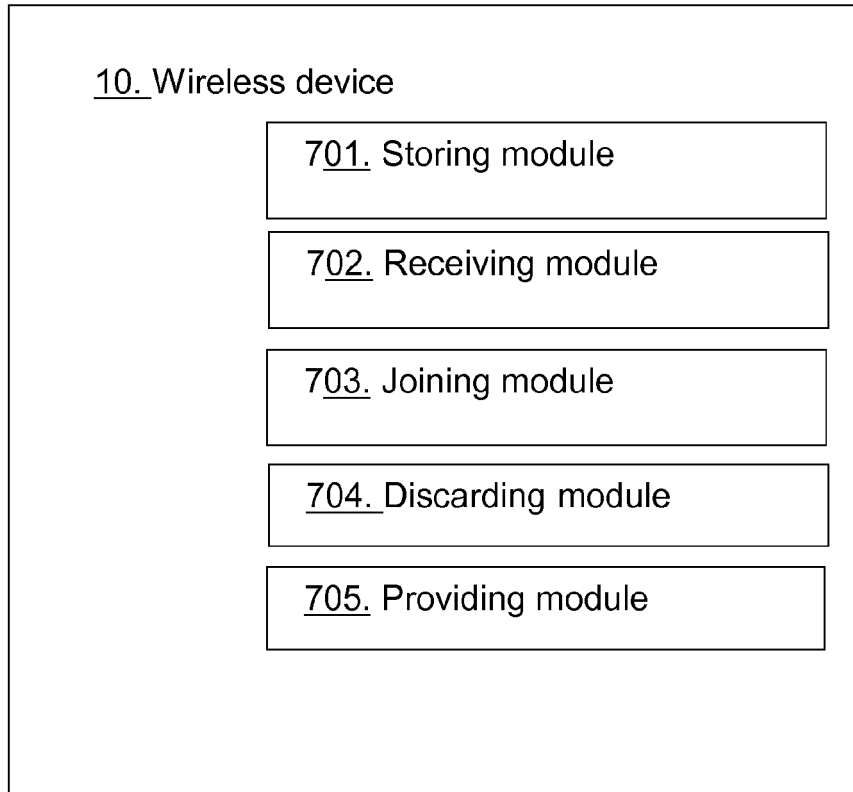 10. Wireless device
701. Storing module
702. Receiving module
703. Joining module
704. Discarding module
705. Providing module